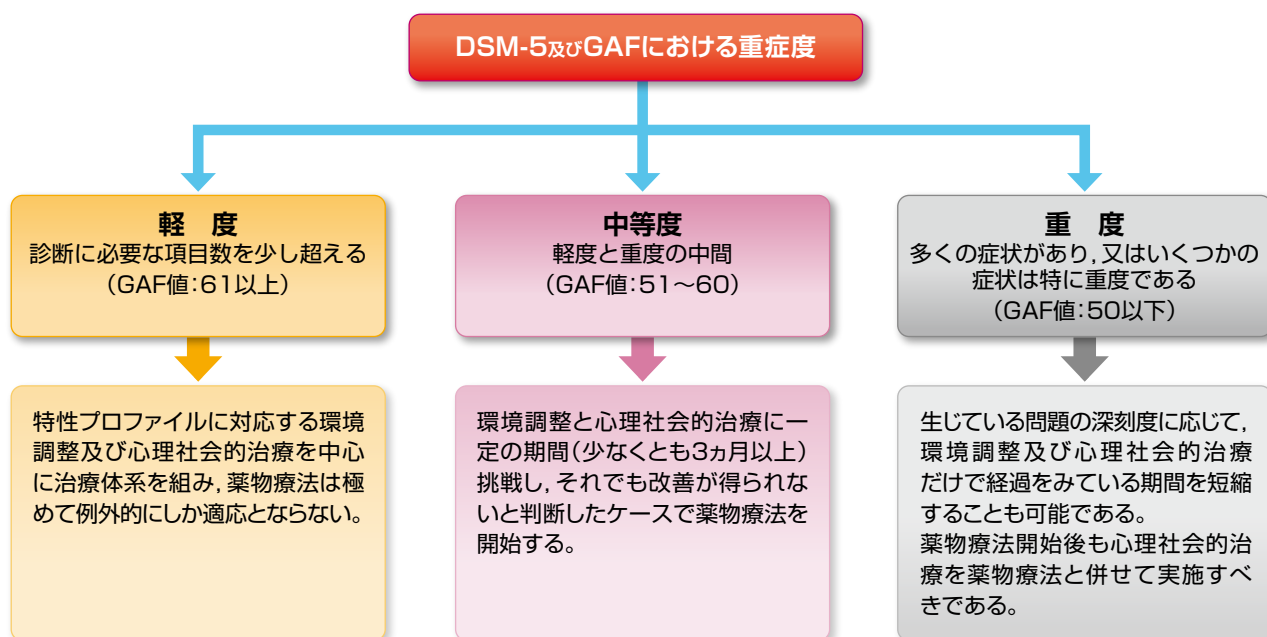 DSM-5及びGAFにおける重症度
軽　度
診断に必要な項目数を少し超える
（GAF値：61以上）
中等度
軽度と重度の中間
（GAF値：51～60）
重　度
多くの症状があり，又はいくつかの
症状は特に重度である
（GAF値：50以下）
特性プロファイルに対応する環境
調整及び心理社会的治療を中心
に治療体系を組み，薬物療法は極
めて例外的にしか適応とならない。
環境調整と心理社会的治療に一
定の期間（少なくとも3ヵ月以上）
挑戦し，それでも改善が得られな
いと判断したケースで薬物療法を
開始する。
生じている問題の深刻度に応じて，
環境調整及び心理社会的治療
だけで経過をみている期間を短縮
することも可能である。
薬物療法開始後も心理社会的治
療を薬物療法と併せて実施すべ
きである。